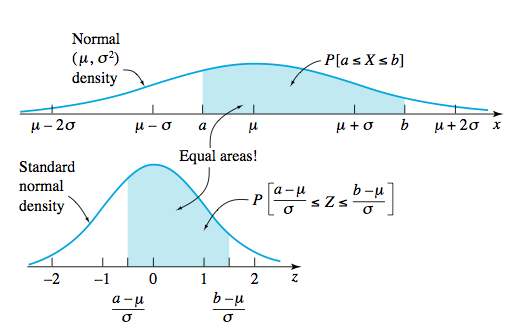 Normal
(μ, σ²)
density
P[a ≤ X ≤ b]
μ – 2σ μ – σ a μ μ + σ b μ + 2σ x
Equal areas!
Standard
normal
density
P [ (a – μ)/σ ≤ Z ≤ (b – μ)/σ ]
–2 –1 0 1 2 z
a – μ b – μ
σ σ